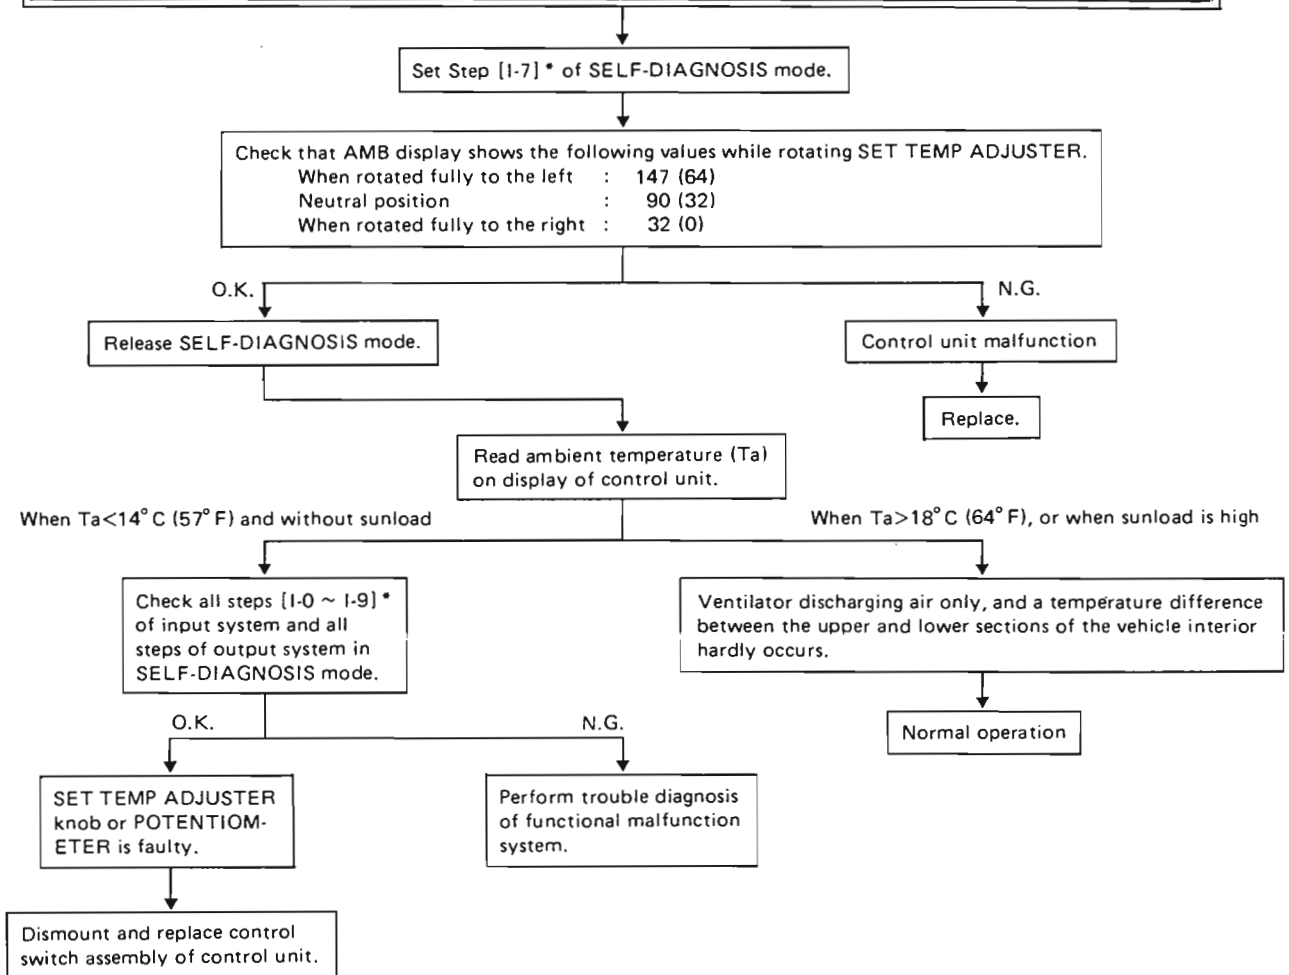 Set Step [I-7]* of SELF-DIAGNOSIS mode.
Check that AMB display shows the following values while rotating SET TEMP ADJUSTER.
When rotated fully to the left : 147 (64)
Neutral position : 90 (32)
When rotated fully to the right : 32 (0)
O.K.
N.G.
Release SELF-DIAGNOSIS mode.
Control unit malfunction
Replace.
Read ambient temperature (Ta)
on display of control unit.
When Ta<14°C (57°F) and without sunload
When Ta>18°C (64°F), or when sunload is high
Check all steps [I-0 ~ I-9]*
of input system and all
steps of output system in
SELF-DIAGNOSIS mode.
Ventilator discharging air only, and a temperature difference
between the upper and lower sections of the vehicle interior
hardly occurs.
O.K.
N.G.
Normal operation
SET TEMP ADJUSTER
knob or POTENTIOM-
ETER is faulty.
Perform trouble diagnosis
of functional malfunction
system.
Dismount and replace control
switch assembly of control unit.